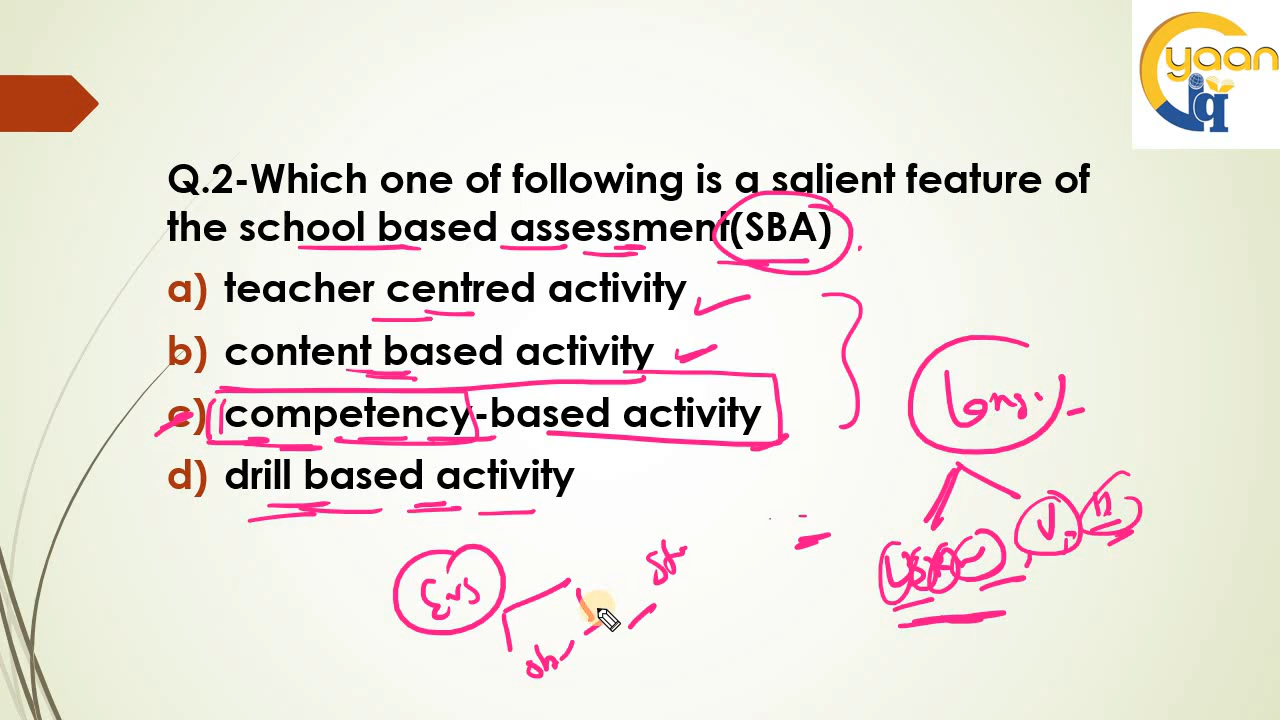 yaan
iq
Q.2-Which one of following is a salient feature of
the school based assessment(SBA)
a) teacher centred activity
b) content based activity
c) competency-based activity
d) drill based activity